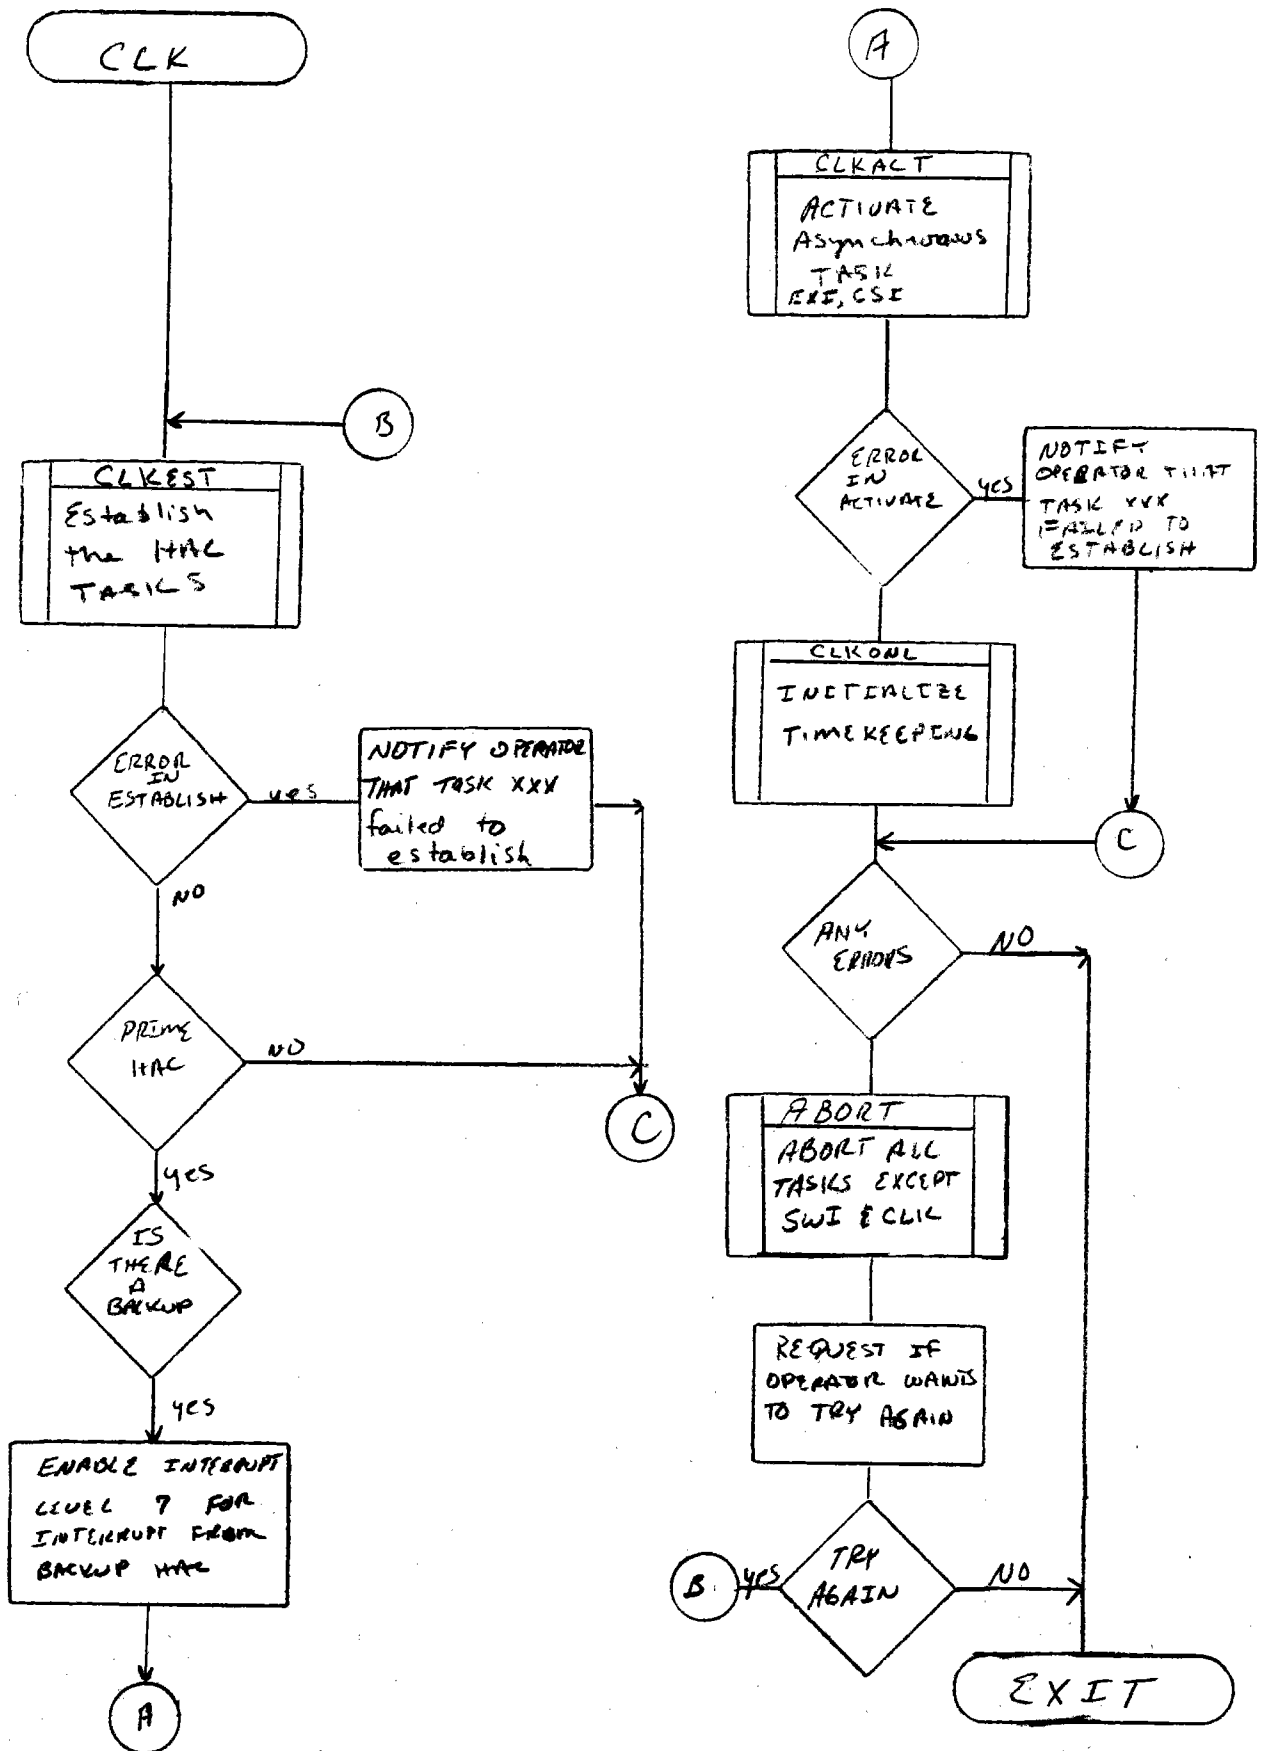 CLK
B
CLKEST
Establish
the HAC
TASKS
ERROR
IN
ESTABLISH
yes
NOTIFY OPERATOR
THAT TASK XXX
failed to
establish
NO
PRIME
HAC
NO
C
yes
IS
THERE
A
BACKUP
yes
ENABLE INTERRUPT
LEVEL 7 FOR
INTERRUPT FROM
BACKUP HAC
A
A
CLKACT
ACTIVATE
Asynchronous
TASK
EXI, CSI
ERROR
IN
ACTIVATE
yes
NOTIFY
OPERATOR THAT
TASK XXX
FAILED TO
ESTABLISH
CLKONL
INITIALIZE
TIMEKEEPING
C
ANY
ERRORS
NO
ABORT
ABORT ALL
TASKS EXCEPT
SWI & CLK
REQUEST IF
OPERATOR WANTS
TO TRY AGAIN
B
yes
TRY
AGAIN
NO
EXIT